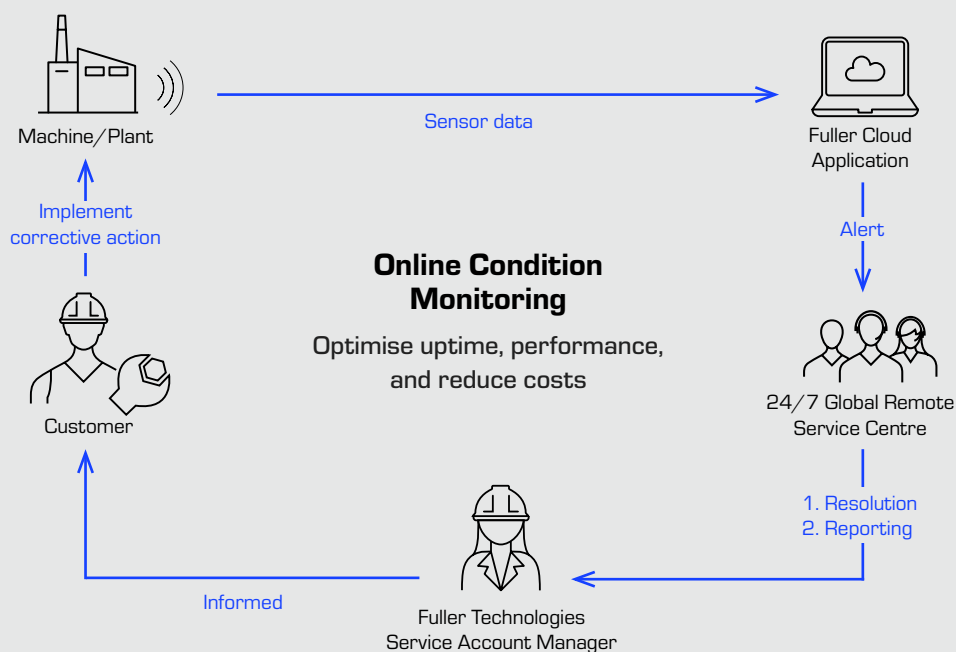 Machine/Plant
Sensor data
Fuller Cloud
Application
Implement
corrective action
Alert
Online Condition
Monitoring
Optimise uptime, performance,
and reduce costs
Customer
24/7 Global Remote
Service Centre
1. Resolution
2. Reporting
Informed
Fuller Technologies
Service Account Manager